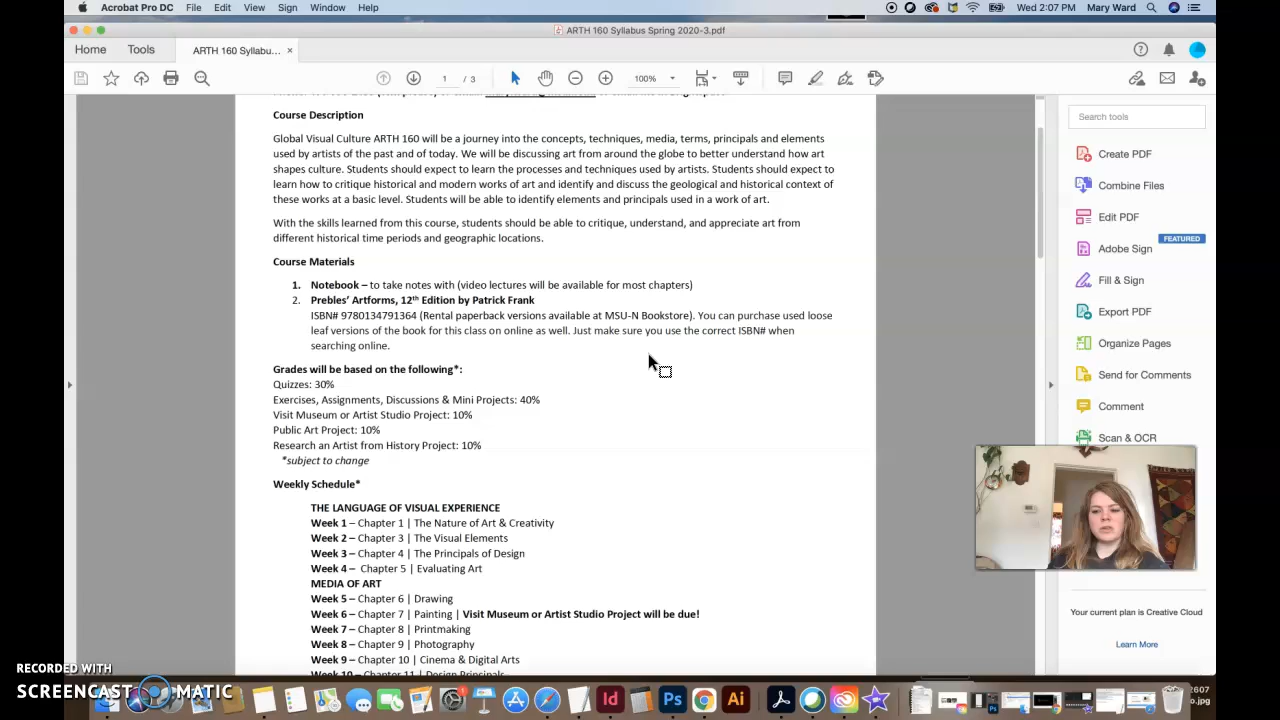 Acrobat Pro DC File Edit View Sign Window Help Wed 2:07 PM Mary Ward
ARTH 160 Syllabus Spring 2020-3.pdf
Home Tools ARTH 160 Syllabu... ×
1 / 3 100%
Course Description
Global Visual Culture ARTH 160 will be a journey into the concepts, techniques, media, terms, principals and elements
used by artists of the past and of today. We will be discussing art from around the globe to better understand how art
shapes culture. Students should expect to learn the processes and techniques used by artists. Students should expect to
learn how to critique historical and modern works of art and identify and discuss the geological and historical context of
these works at a basic level. Students will be able to identify elements and principals used in a work of art.
With the skills learned from this course, students should be able to critique, understand, and appreciate art from
different historical time periods and geographic locations.
Course Materials
1. Notebook – to take notes with (video lectures will be available for most chapters)
2. Prebles' Artforms, 12th Edition by Patrick Frank
ISBN# 9780134791364 (Rental paperback versions available at MSU-N Bookstore). You can purchase used loose
leaf versions of the book for this class on online as well. Just make sure you use the correct ISBN# when
searching online.
Grades will be based on the following*:
Quizzes: 30%
Exercises, Assignments, Discussions & Mini Projects: 40%
Visit Museum or Artist Studio Project: 10%
Public Art Project: 10%
Research an Artist from History Project: 10%
*subject to change
Weekly Schedule*
THE LANGUAGE OF VISUAL EXPERIENCE
Week 1 – Chapter 1 | The Nature of Art & Creativity
Week 2 – Chapter 3 | The Visual Elements
Week 3 – Chapter 4 | The Principals of Design
Week 4 – Chapter 5 | Evaluating Art
MEDIA OF ART
Week 5 – Chapter 6 | Drawing
Week 6 – Chapter 7 | Painting | Visit Museum or Artist Studio Project will be due!
Week 7 – Chapter 8 | Printmaking
Week 8 – Chapter 9 | Photography
Week 9 – Chapter 10 | Cinema & Digital Arts
Week 10 – Chapter 11 | Design Principals
Search tools
Create PDF
Combine Files
Edit PDF
FEATURED
Adobe Sign
Fill & Sign
Export PDF
Organize Pages
Send for Comments
Comment
Scan & OCR
Your current plan is Creative Cloud
Learn More
RECORDED WITH
SCREENCAST MATIC
Id Ps Ai
2607
o.jpg